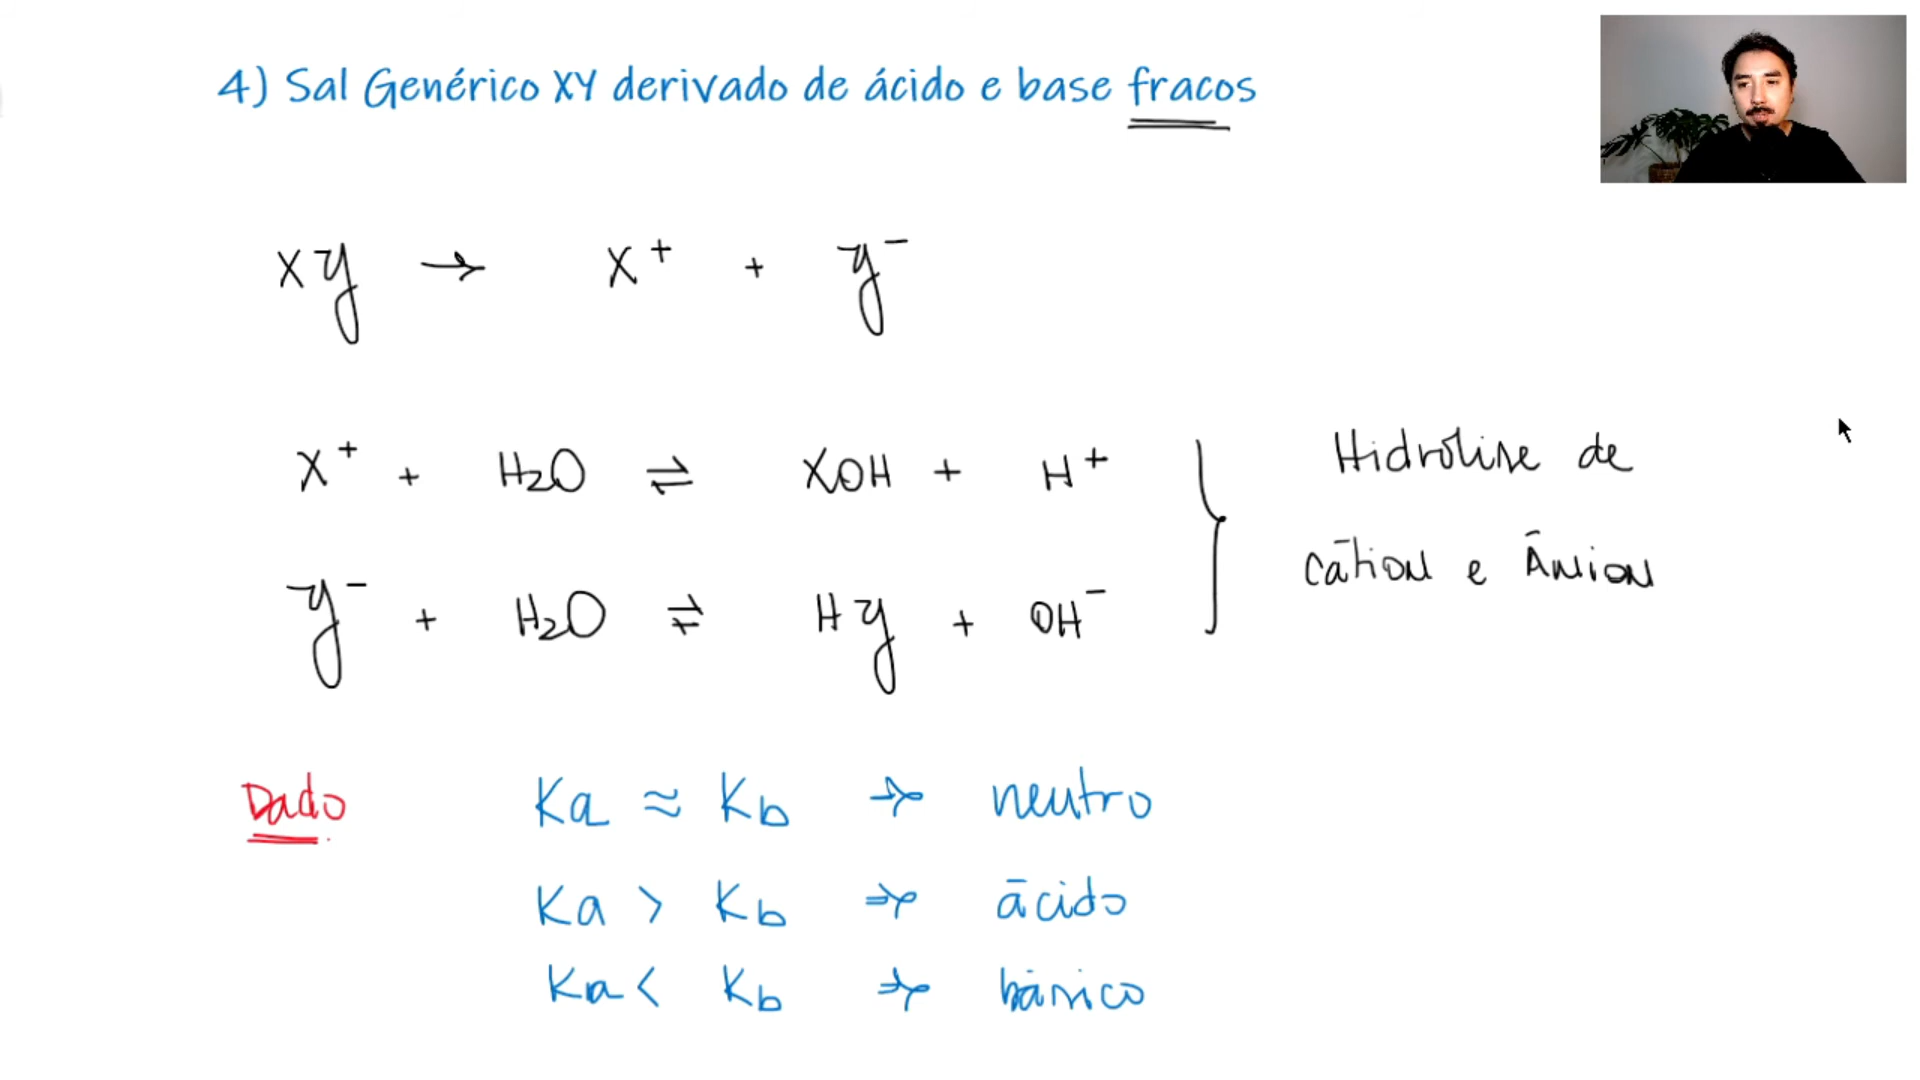 4) Sal Genérico XY derivado de ácido e base fracos
xy → x⁺ + y⁻
X⁺ + H₂O ⇌ XOH + H⁺
y⁻ + H₂O ⇌ Hy + OH⁻
Hidrólise de
cátion e Ânion
Dado
Ka ≈ Kb → neutro
Ka > Kb ⇒ ácido
Ka < Kb ⇒ básico